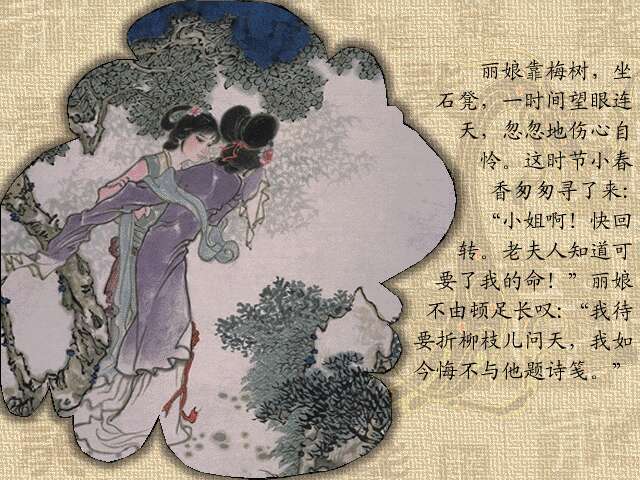 丽娘靠梅树，坐
石凳，一时间望眼连
天，忽忽地伤心自
怜。这时节小春
香匆匆寻了来：
“小姐啊！快回
转。老夫人知道可
要了我的命！”丽娘
不由顿足长叹：“我待
要折柳枝儿问天，我如
今悔不与他题诗笺。”